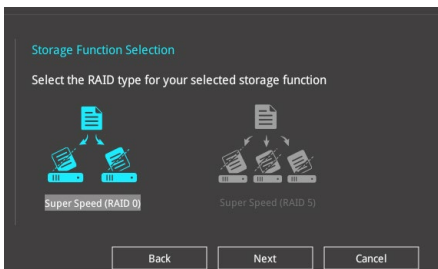 Storage Function Selection
Select the RAID type for your selected storage function
Super Speed (RAID 0)
Super Speed (RAID 5)
Back
Next
Cancel